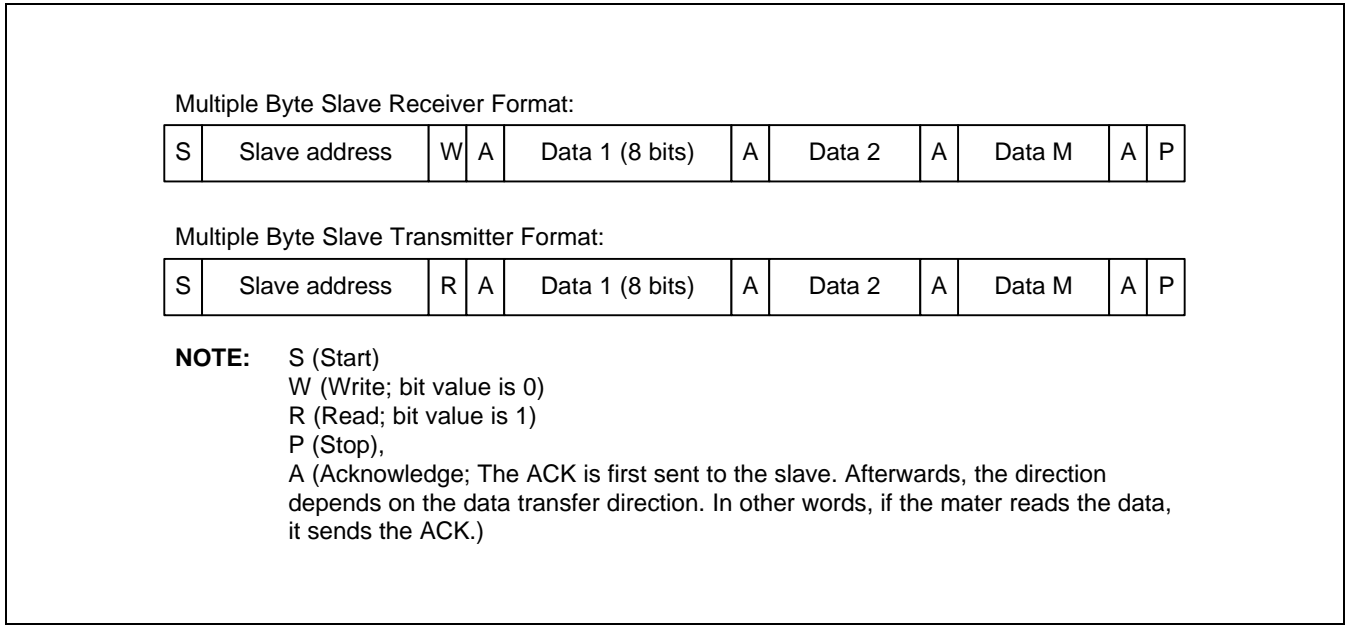 Multiple Byte Slave Receiver Format:
S Slave address W A Data 1 (8 bits) A Data 2 A Data M A P
Multiple Byte Slave Transmitter Format:
S Slave address R A Data 1 (8 bits) A Data 2 A Data M A P
NOTE: S (Start)
W (Write; bit value is 0)
R (Read; bit value is 1)
P (Stop),
A (Acknowledge; The ACK is first sent to the slave. Afterwards, the direction
depends on the data transfer direction. In other words, if the mater reads the data,
it sends the ACK.)